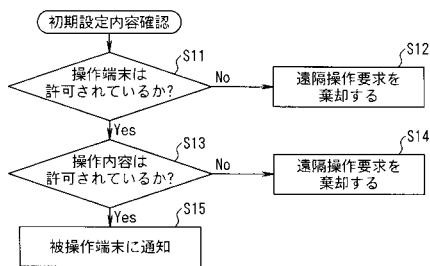 初期設定内容確認
S11
操作端末は
許可されているか?
No
S12
遠隔操作要求を
棄却する
Yes
S13
操作内容は
許可されているか?
No
S14
遠隔操作要求を
棄却する
Yes
S15
被操作端末に通知